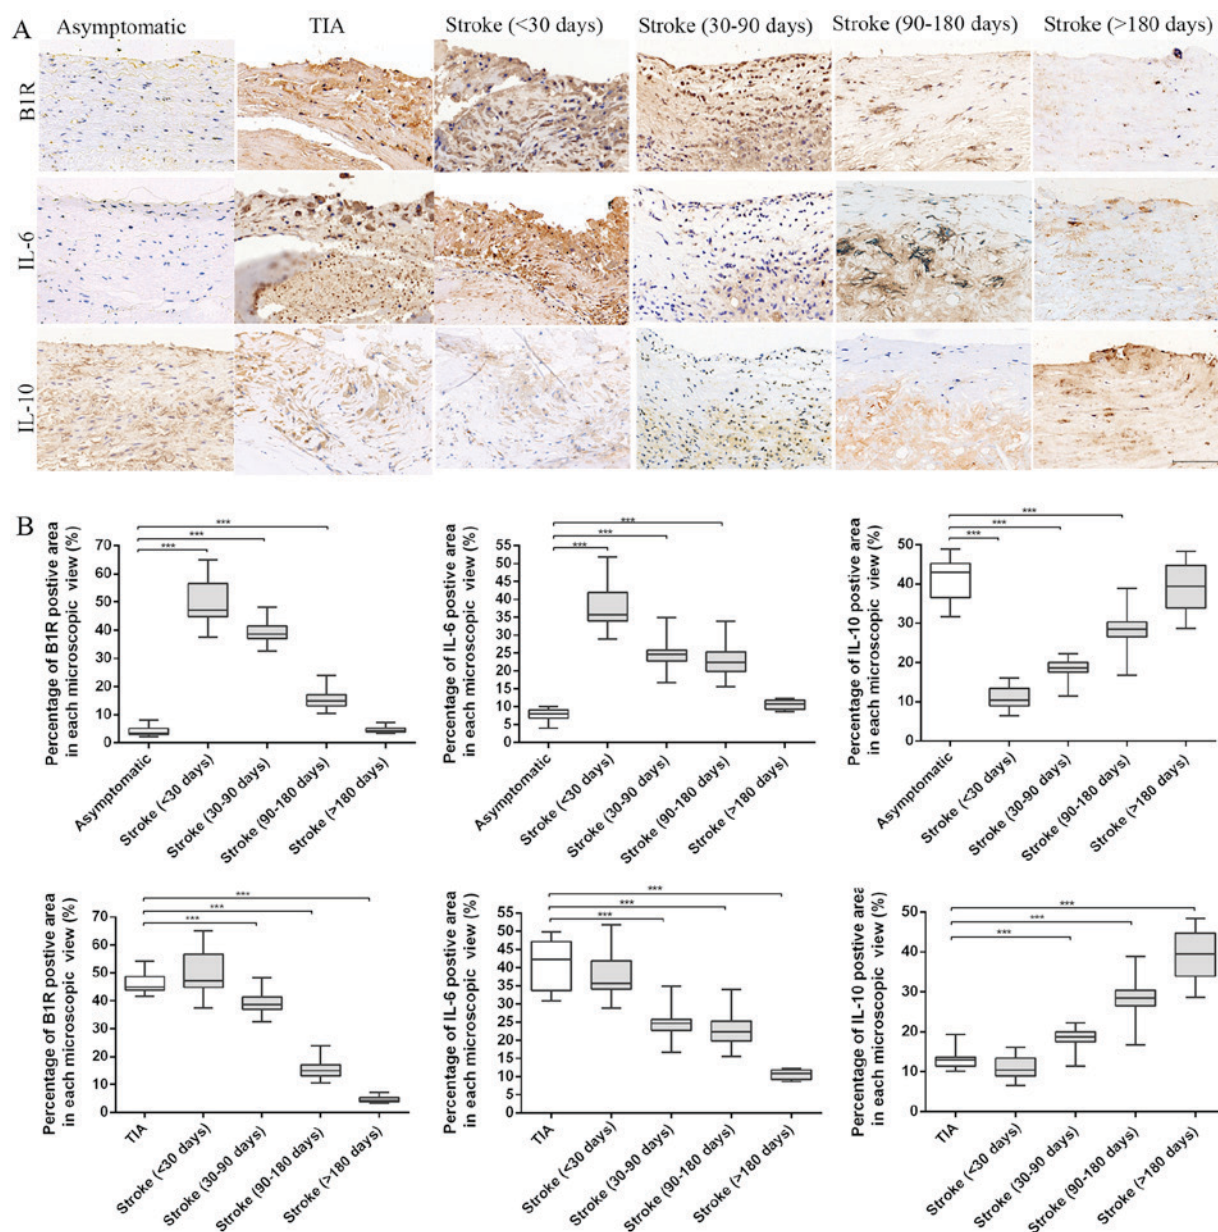 A
Asymptomatic TIA Stroke (<30 days) Stroke (30-90 days) Stroke (90-180 days) Stroke (>180 days)
B1R
IL-6
IL-10
B
Percentage of B1R postive area
in each microscopic view (%)
***
***
***
70
60
50
40
30
20
10
0
Asymptomatic
Stroke (<30 days)
Stroke (30-90 days)
Stroke (90-180 days)
Stroke (>180 days)
Percentage of IL-6 postive area
in each microscopic view (%)
***
***
***
55
50
45
40
35
30
25
20
15
10
5
0
Asymptomatic
Stroke (<30 days)
Stroke (30-90 days)
Stroke (90-180 days)
Stroke (>180 days)
Percentage of IL-10 postive area
in each microscopic view (%)
***
***
***
50
40
30
20
10
0
Asymptomatic
Stroke (<30 days)
Stroke (30-90 days)
Stroke (90-180 days)
Stroke (>180 days)
Percentage of B1R postive area
in each microscopic view (%)
***
***
***
70
60
50
40
30
20
10
0
TIA
Stroke (<30 days)
Stroke (30-90 days)
Stroke (90-180 days)
Stroke (>180 days)
Percentage of IL-6 postive area
in each microscopic view (%)
***
***
***
55
50
45
40
35
30
25
20
15
10
5
0
TIA
Stroke (<30 days)
Stroke (30-90 days)
Stroke (90-180 days)
Stroke (>180 days)
Percentage of IL-10 postive area
in each microscopic view (%)
***
***
***
50
40
30
20
10
0
TIA
Stroke (<30 days)
Stroke (30-90 days)
Stroke (90-180 days)
Stroke (>180 days)